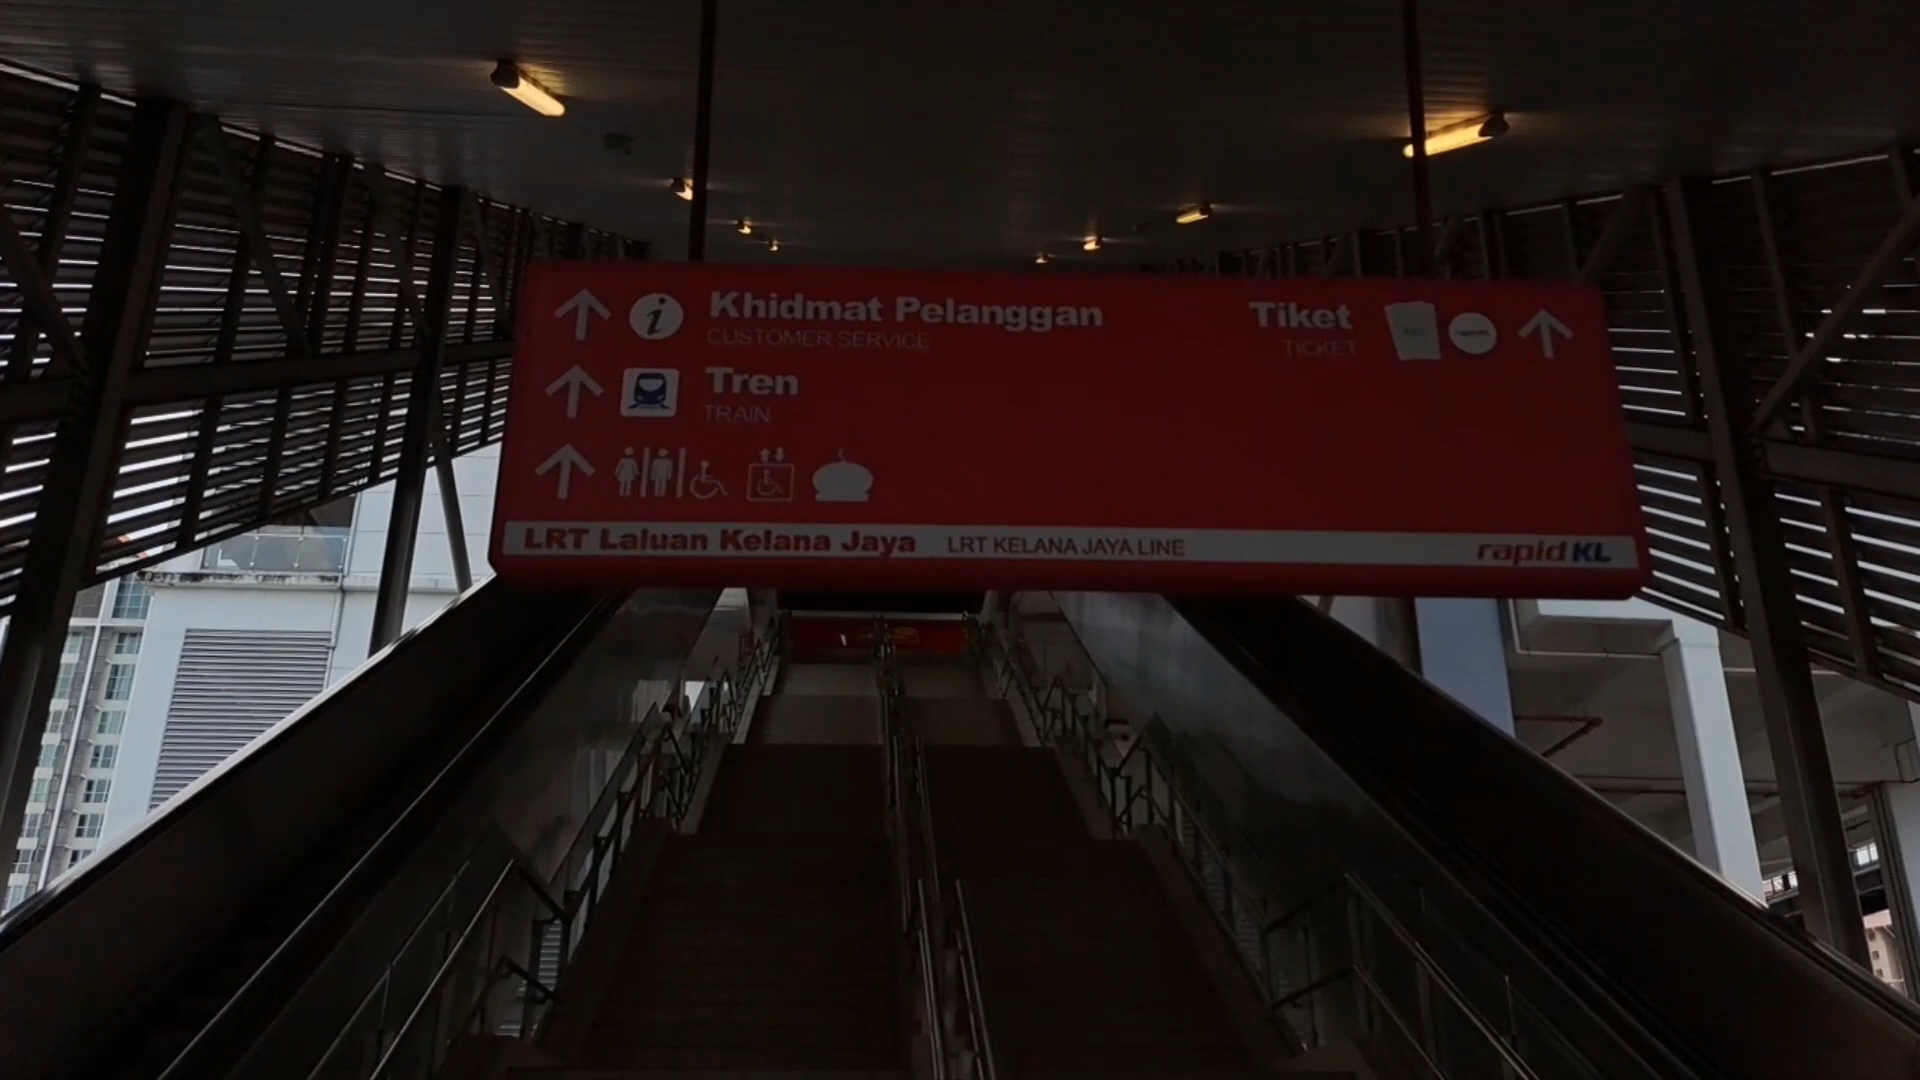 Khidmat Pelanggan
CUSTOMER SERVICE
Tiket
TICKET
Tren
TRAIN
LRT Laluan Kelana Jaya LRT KELANA JAYA LINE rapid KL